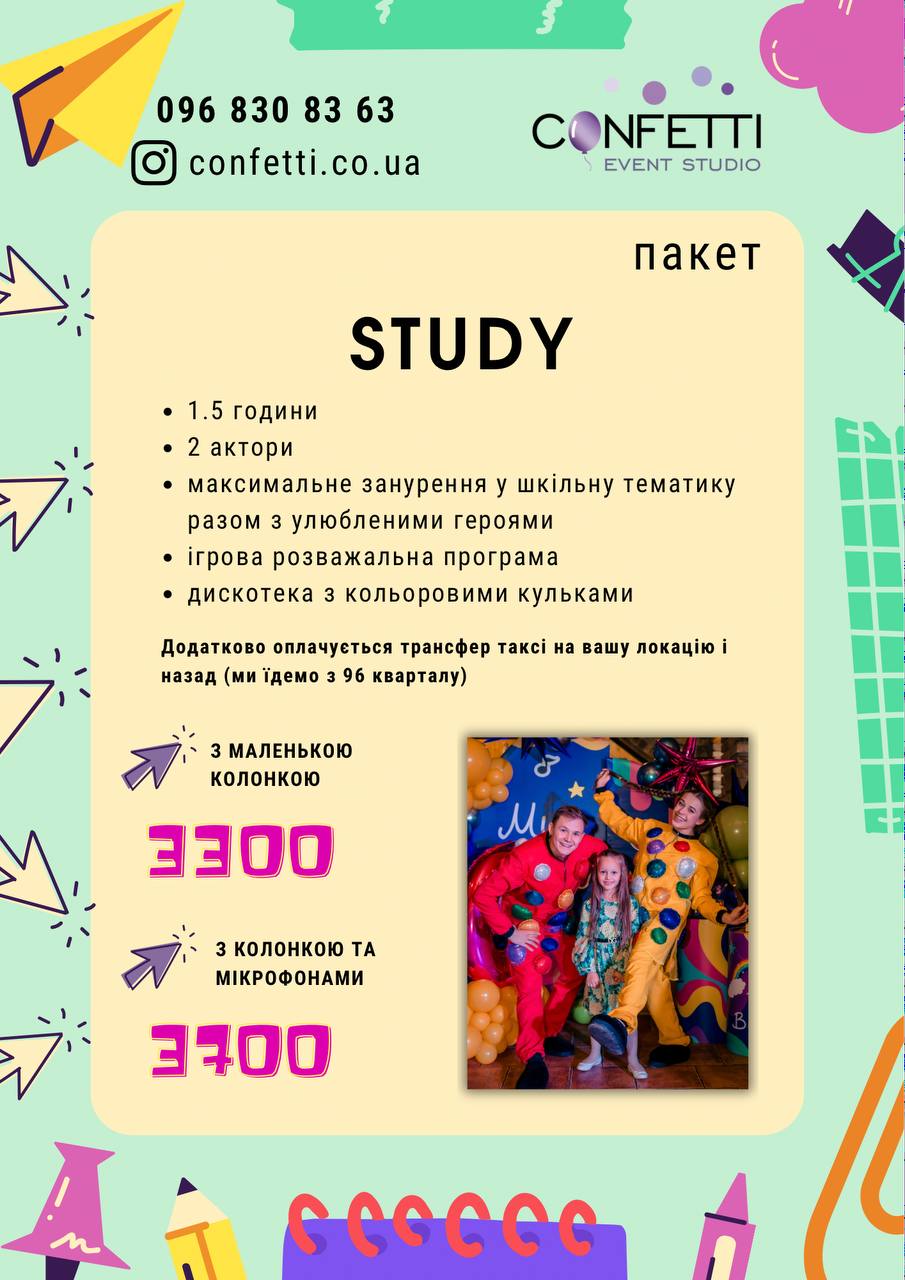 096 830 83 63
confetti.co.ua
CONFETTI
EVENT STUDIO
пакет
STUDY
• 1.5 години
• 2 актори
• максимальне занурення у шкільну тематику
разом з улюбленими героями
• ігрова розважальна програма
• дискотека з кольоровими кульками
Додатково оплачується трансфер таксі на вашу локацію і
назад (ми їдемо з 96 кварталу)
З МАЛЕНЬКОЮ
КОЛОНКОЮ
3300
З КОЛОНКОЮ ТА
МІКРОФОНАМИ
3700